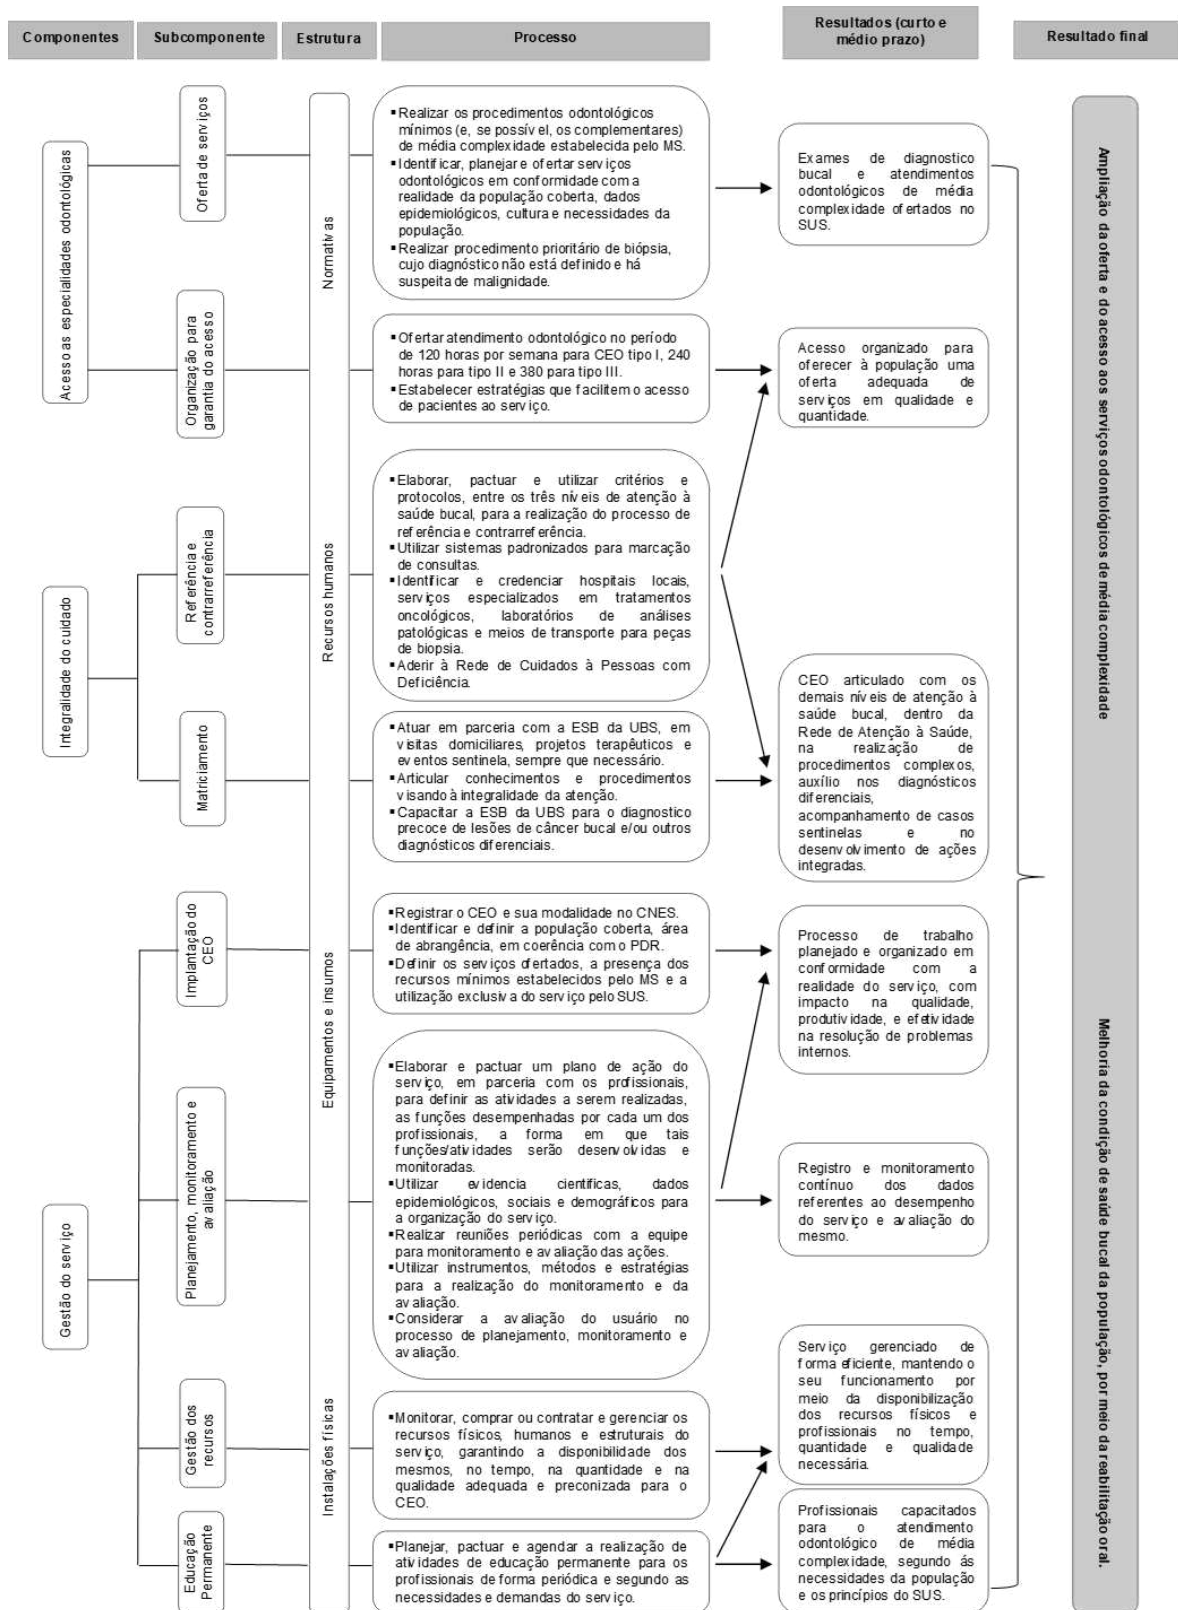 Componentes
Subcomponente
Estrutura
Processo
Resultados (curto e
médio prazo)
Resultado final
Acesso as especialidades odontológicas
Oferta de serviços
Organização para
garantia do acesso
Integralidade do cuidado
Referência e
contrarreferência
Matriciamento
Gestão do serviço
Implantação do
CEO
Planejamento, monitoramento e
avaliação
Gestão dos
recursos
Educação
Permanente
Normativas
Recursos humanos
Equipamentos e insumos
Instalações físicas
▪ Realizar os procedimentos odontológicos
mínimos (e, se possível, os complementares)
de média complexidade estabelecida pelo MS.
▪ Identificar, planejar e ofertar serviços
odontológicos em conformidade com a
realidade da população coberta, dados
epidemiológicos, cultura e necessidades da
população.
▪ Realizar procedimento prioritário de biópsia,
cujo diagnóstico não está definido e há
suspeita de malignidade.
▪ Ofertar atendimento odontológico no período
de 120 horas por semana para CEO tipo I, 240
horas para tipo II e 380 para tipo III.
▪ Estabelecer estratégias que facilitem o acesso
de pacientes ao serviço.
▪ Elaborar, pactuar e utilizar critérios e
protocolos, entre os três níveis de atenção à
saúde bucal, para a realização do processo de
referência e contrarreferência.
▪ Utilizar sistemas padronizados para marcação
de consultas.
▪ Identificar e credenciar hospitais locais,
serviços especializados em tratamentos
oncológicos, laboratórios de análises
patológicas e meios de transporte para peças
de biopsia.
▪ Aderir à Rede de Cuidados à Pessoas com
Deficiência.
▪ Atuar em parceria com a ESB da UBS, em
visitas domiciliares, projetos terapêuticos e
eventos sentinela, sempre que necessário.
▪ Articular conhecimentos e procedimentos
visando à integralidade da atenção.
▪ Capacitar a ESB da UBS para o diagnostico
precoce de lesões de câncer bucal e/ou outros
diagnósticos diferenciais.
▪ Registrar o CEO e sua modalidade no CNES.
▪ Identificar e definir a população coberta, área
de abrangência, em coerência com o PDR.
▪ Definir os serviços ofertados, a presença dos
recursos mínimos estabelecidos pelo MS e a
utilização exclusiva do serviço pelo SUS.
▪ Elaborar e pactuar um plano de ação do
serviço, em parceria com os profissionais,
para definir as atividades a serem realizadas,
as funções desempenhadas por cada um dos
profissionais, a forma em que tais
funções/atividades serão desenvolvidas e
monitoradas.
▪ Utilizar evidencia científicas, dados
epidemiológicos, sociais e demográficos para
a organização do serviço.
▪ Realizar reuniões periódicas com a equipe
para monitoramento e avaliação das ações.
▪ Utilizar instrumentos, métodos e estratégias
para a realização do monitoramento e da
avaliação.
▪ Considerar a avaliação do usuário no
processo de planejamento, monitoramento e
avaliação.
▪ Monitorar, comprar ou contratar e gerenciar os
recursos físicos, humanos e estruturais do
serviço, garantindo a disponibilidade dos
mesmos, no tempo, na quantidade e na
qualidade adequada e preconizada para o
CEO.
▪ Planejar, pactuar e agendar a realização de
atividades de educação permanente para os
profissionais de forma periódica e segundo as
necessidades e demandas do serviço.
Exames de diagnostico
bucal e atendimentos
odontológicos de média
complexidade ofertados no
SUS.
Acesso organizado para
oferecer à população uma
oferta adequada de
serviços em qualidade e
quantidade.
CEO articulado com os
demais níveis de atenção à
saúde bucal, dentro da
Rede de Atenção à Saúde,
na realização de
procedimentos complexos,
auxílio nos diagnósticos
diferenciais,
acompanhamento de casos
sentinelas e no
desenvolvimento de ações
integradas.
Processo de trabalho
planejado e organizado em
conformidade com a
realidade do serviço, com
impacto na qualidade,
produtividade, e efetividade
na resolução de problemas
internos.
Registro e monitoramento
contínuo dos dados
referentes ao desempenho
do serviço e avaliação do
mesmo.
Serviço gerenciado de
forma eficiente, mantendo o
seu funcionamento por
meio da disponibilização
dos recursos físicos e
profissionais no tempo,
quantidade e qualidade
necessária.
Profissionais capacitados
para o atendimento
odontológico de média
complexidade, segundo ás
necessidades da população
e os princípios do SUS.
Ampliação da oferta e do acesso aos serviços odontológicos de média complexidade
Melhoria da condição de saúde bucal da população, por meio da reabilitação oral.